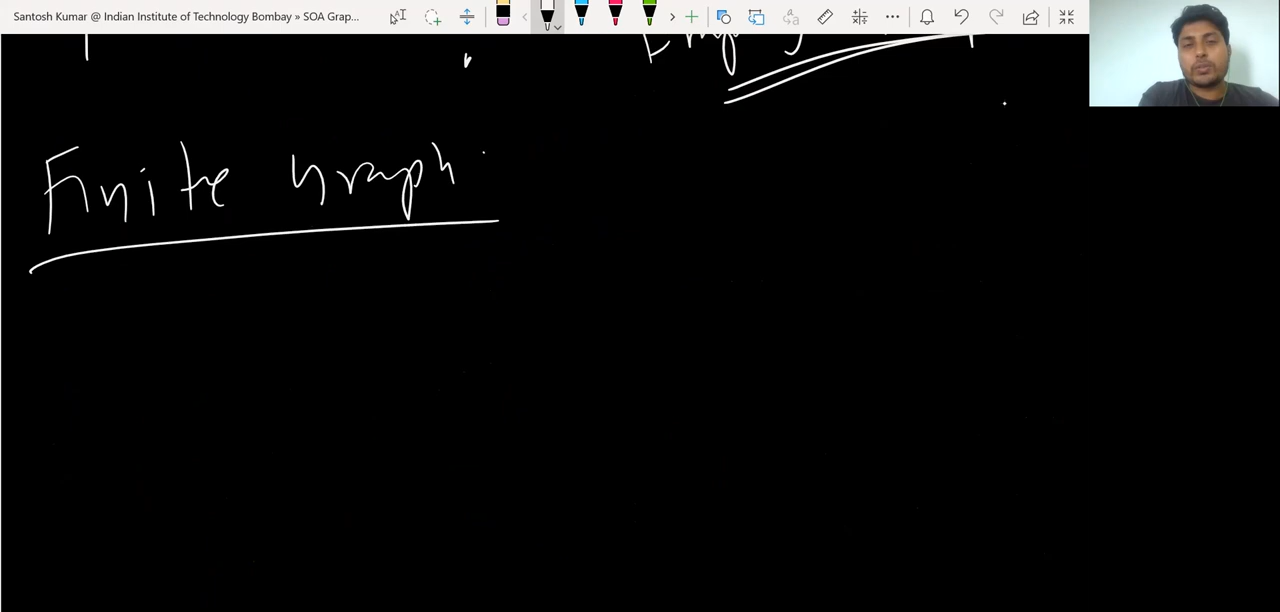 Santosh Kumar @ Indian Institute of Technology Bombay » SOA Grap...
Finite Graph